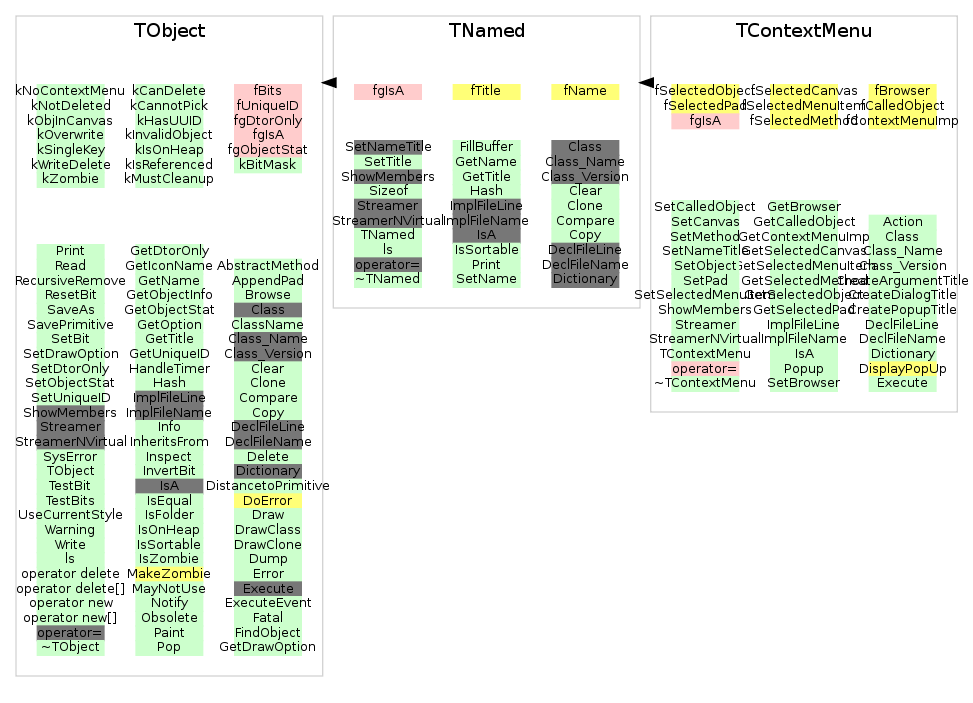 TObject
kNoContextMenu
kNotDeleted
kObjInCanvas
kOverwrite
kSingleKey
kWriteDelete
kZombie
kCanDelete
kCannotPick
kHasUUID
kInvalidObject
kIsOnHeap
kIsReferenced
kMustCleanup
fBits
fUniqueID
fgDtorOnly
fgIsA
fgObjectStat
kBitMask
Print
Read
RecursiveRemove
ResetBit
SaveAs
SavePrimitive
SetBit
SetDrawOption
SetDtorOnly
SetObjectStat
SetUniqueID
ShowMembers
Streamer
StreamerNVirtual
SysError
TObject
TestBit
TestBits
UseCurrentStyle
Warning
Write
ls
operator delete
operator delete[]
operator new
operator new[]
operator=
~TObject
GetDtorOnly
GetIconName
GetName
GetObjectInfo
GetObjectStat
GetOption
GetTitle
GetUniqueID
HandleTimer
Hash
ImplFileLine
ImplFileName
Info
InheritsFrom
Inspect
InvertBit
IsA
IsEqual
IsFolder
IsOnHeap
IsSortable
IsZombie
MakeZombie
MayNotUse
Notify
Obsolete
Paint
Pop
AbstractMethod
AppendPad
Browse
Class
ClassName
Class_Name
Class_Version
Clear
Clone
Compare
Copy
DeclFileLine
DeclFileName
Delete
Dictionary
DistancetoPrimitive
DoError
Draw
DrawClass
DrawClone
Dump
Error
Execute
ExecuteEvent
Fatal
FindObject
GetDrawOption
TNamed
fgIsA
fTitle
fName
SetNameTitle
SetTitle
ShowMembers
Sizeof
Streamer
StreamerNVirtual
TNamed
ls
operator=
~TNamed
FillBuffer
GetName
GetTitle
Hash
ImplFileLine
ImplFileName
IsA
IsSortable
Print
SetName
Class
Class_Name
Class_Version
Clear
Clone
Compare
Copy
DeclFileLine
DeclFileName
Dictionary
TContextMenu
fSelectedObject
fSelectedPad
fgIsA
fSelectedCanvas
fSelectedMenuItem
fSelectedMethod
fBrowser
fCalledObject
fContextMenuImp
SetCalledObject
SetCanvas
SetMethod
SetNameTitle
SetObject
SetPad
SetSelectedMenuItem
ShowMembers
Streamer
StreamerNVirtual
TContextMenu
operator=
~TContextMenu
GetBrowser
GetCalledObject
GetContextMenuImp
GetSelectedCanvas
GetSelectedMenuItem
GetSelectedMethod
GetSelectedObject
GetSelectedPad
ImplFileLine
ImplFileName
IsA
Popup
SetBrowser
Action
Class
Class_Name
Class_Version
CreateArgumentTitle
CreateDialogTitle
CreatePopupTitle
DeclFileLine
DeclFileName
Dictionary
DisplayPopUp
Execute